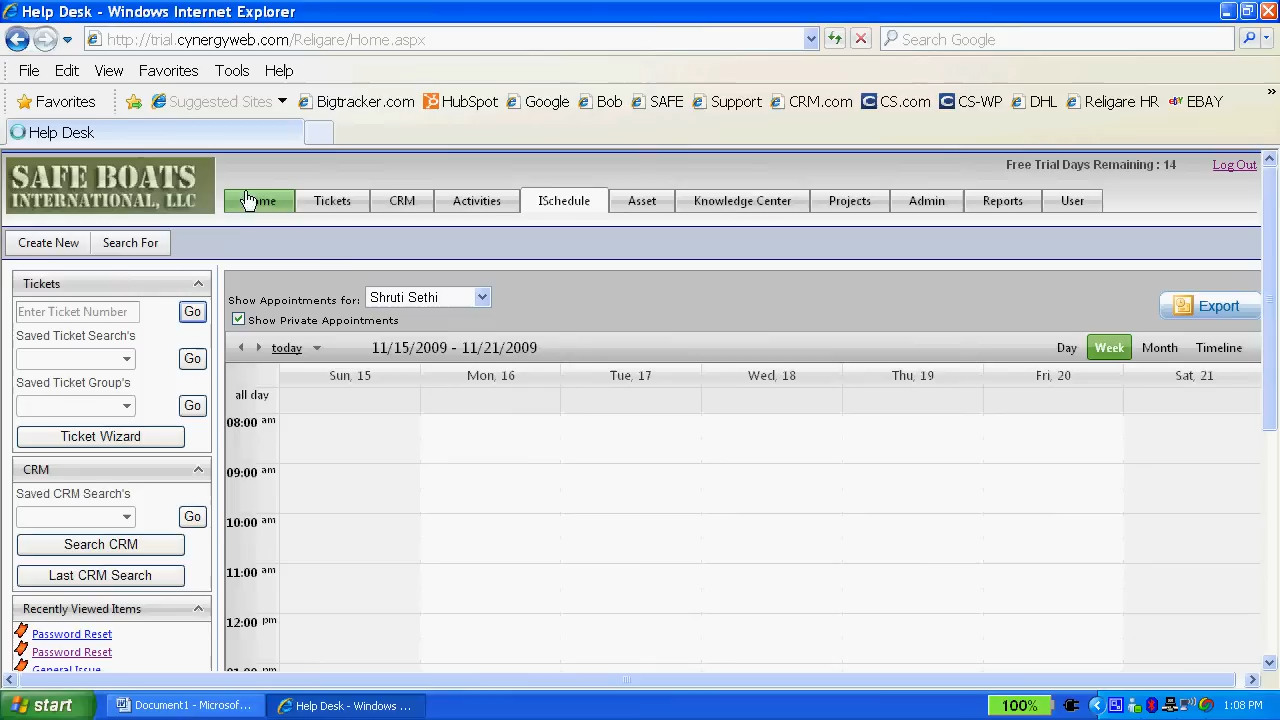 Help Desk - Windows Internet Explorer
http://trial.cynergyweb.com/Religare/Home.aspx
Search Google
File Edit View Favorites Tools Help
Favorites Suggested Sites Bigtracker.com HubSpot Google Bob SAFE Support CRM.com CS.com CS-WP DHL Religare HR EBAY
Help Desk
SAFE BOATS
INTERNATIONAL, LLC
Free Trial Days Remaining : 14 Log Out
Home Tickets CRM Activities ISchedule Asset Knowledge Center Projects Admin Reports User
Create New Search For
Tickets
Enter Ticket Number Go
Saved Ticket Search's
Go
Saved Ticket Group's
Go
Ticket Wizard
CRM
Saved CRM Search's
Go
Search CRM
Last CRM Search
Recently Viewed Items
Password Reset
Password Reset
General Issue
Show Appointments for: Shruti Sethi
Show Private Appointments
Export
today 11/15/2009 - 11/21/2009 Day Week Month Timeline
Sun, 15 Mon, 16 Tue, 17 Wed, 18 Thu, 19 Fri, 20 Sat, 21
all day
08:00 am
09:00 am
10:00 am
11:00 am
12:00 pm
01:00 pm
start Document1 - Microsof... Help Desk - Windows ... 100% 1:08 PM